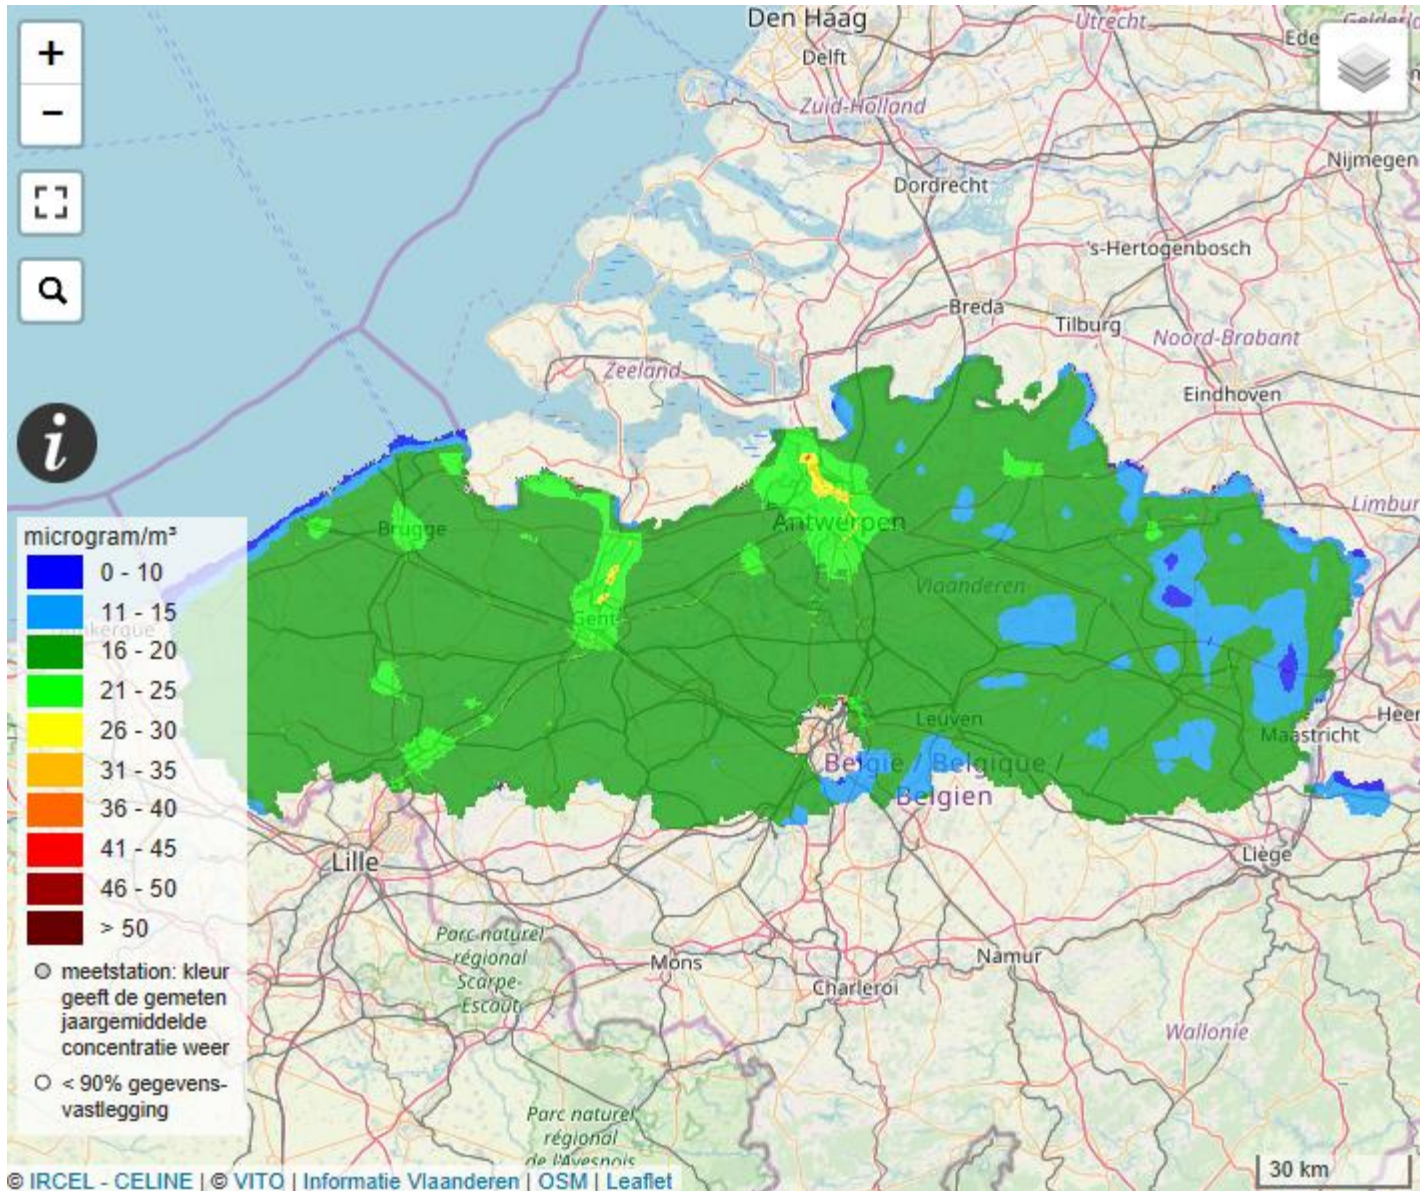 Den Haag
Utrecht
Delft
Ede
Zuid-Holland
Nijmegen
Dordrecht
's-Hertogenbosch
Breda
Tilburg
Noord-Brabant
Zeeland
Eindhoven
+
−
i
Limbur
Brugge
Antwerpen
Vlaanderen
Gent
Leuven
Maastricht
Heer
België / Belgique /
Belgien
Lille
Liège
Parc naturel
régional
Scarpe-
Escaut
Mons
Namur
Charleroi
Wallonie
Parc naturel
régional
de l'Avesnois
microgram/m³
0 - 10
11 - 15
16 - 20
21 - 25
26 - 30
31 - 35
36 - 40
41 - 45
46 - 50
> 50
meetstation: kleur
geeft de gemeten
jaargemiddelde
concentratie weer
< 90% gegevens-
vastlegging
30 km
© IRCEL - CELINE | © VITO | Informatie Vlaanderen | OSM | Leaflet